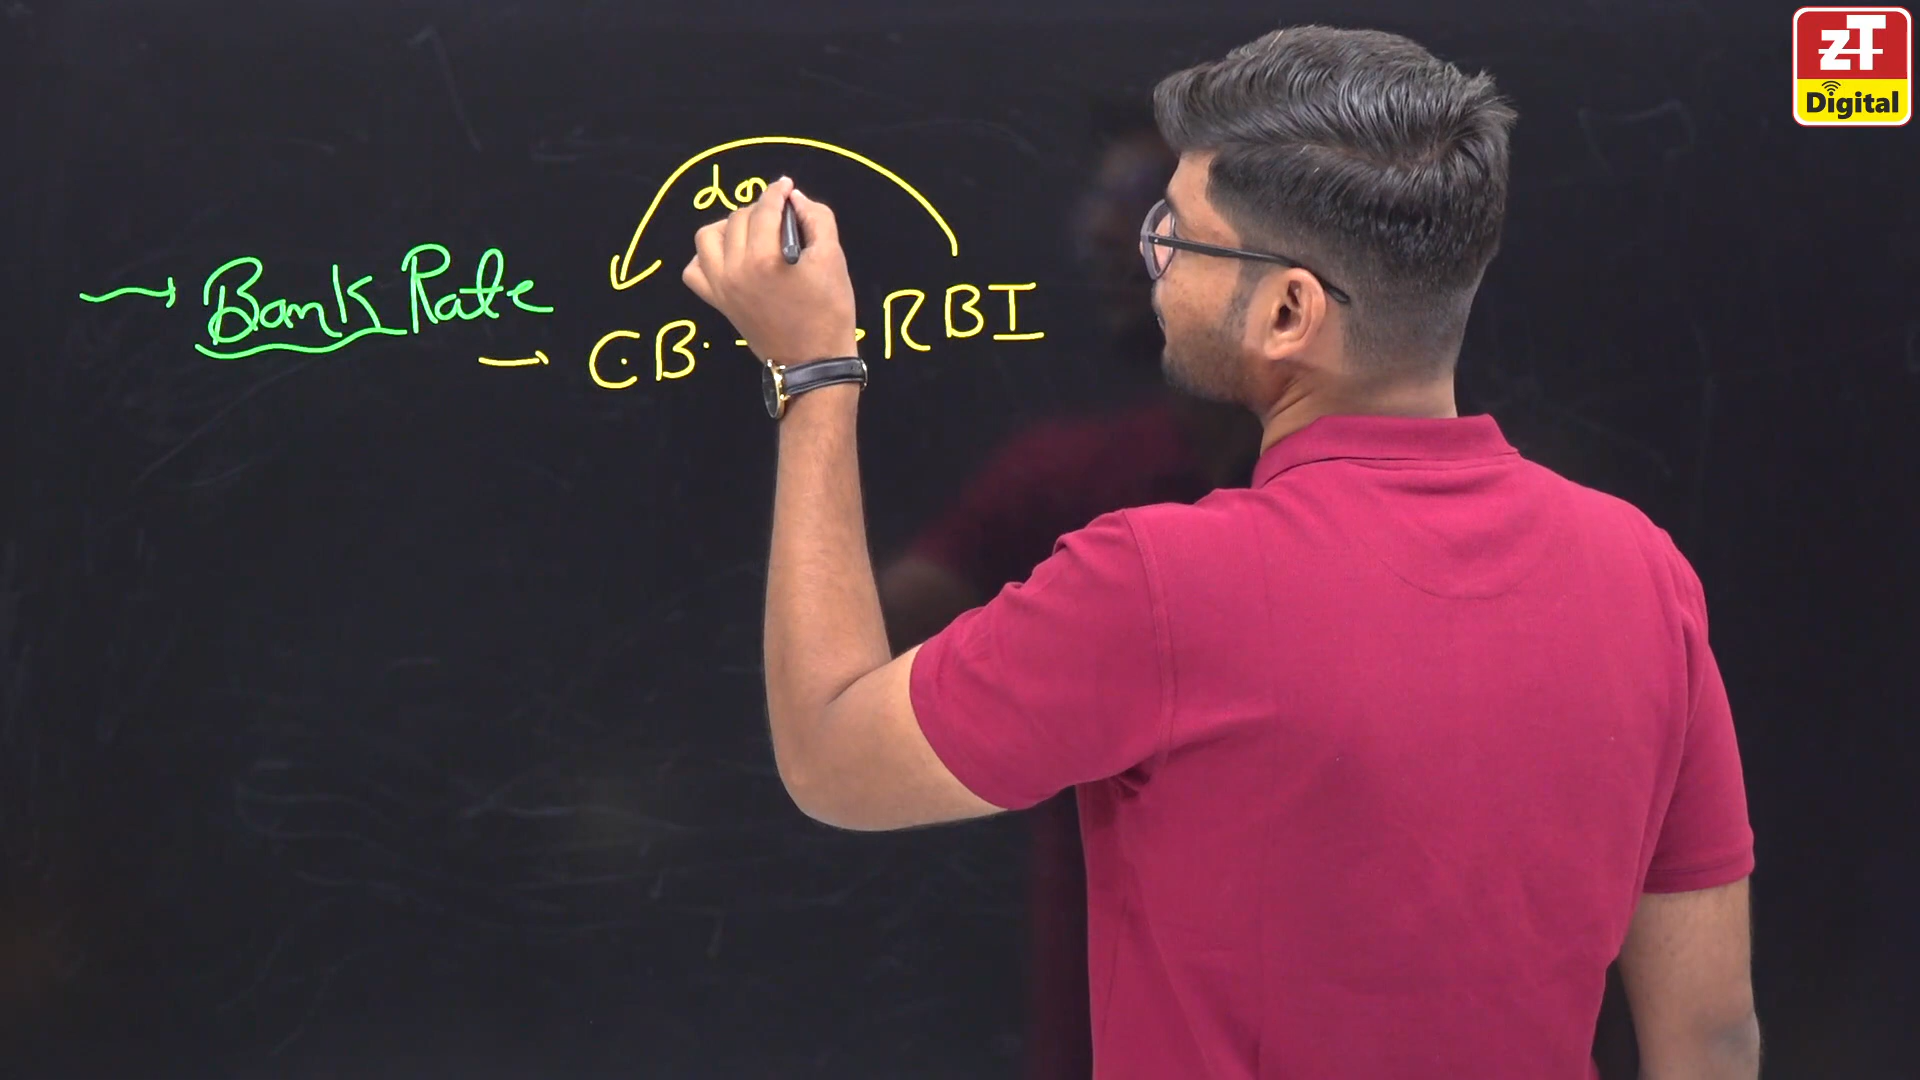 zT
Digital
→ Bank Rate
→ C.B. → RBI